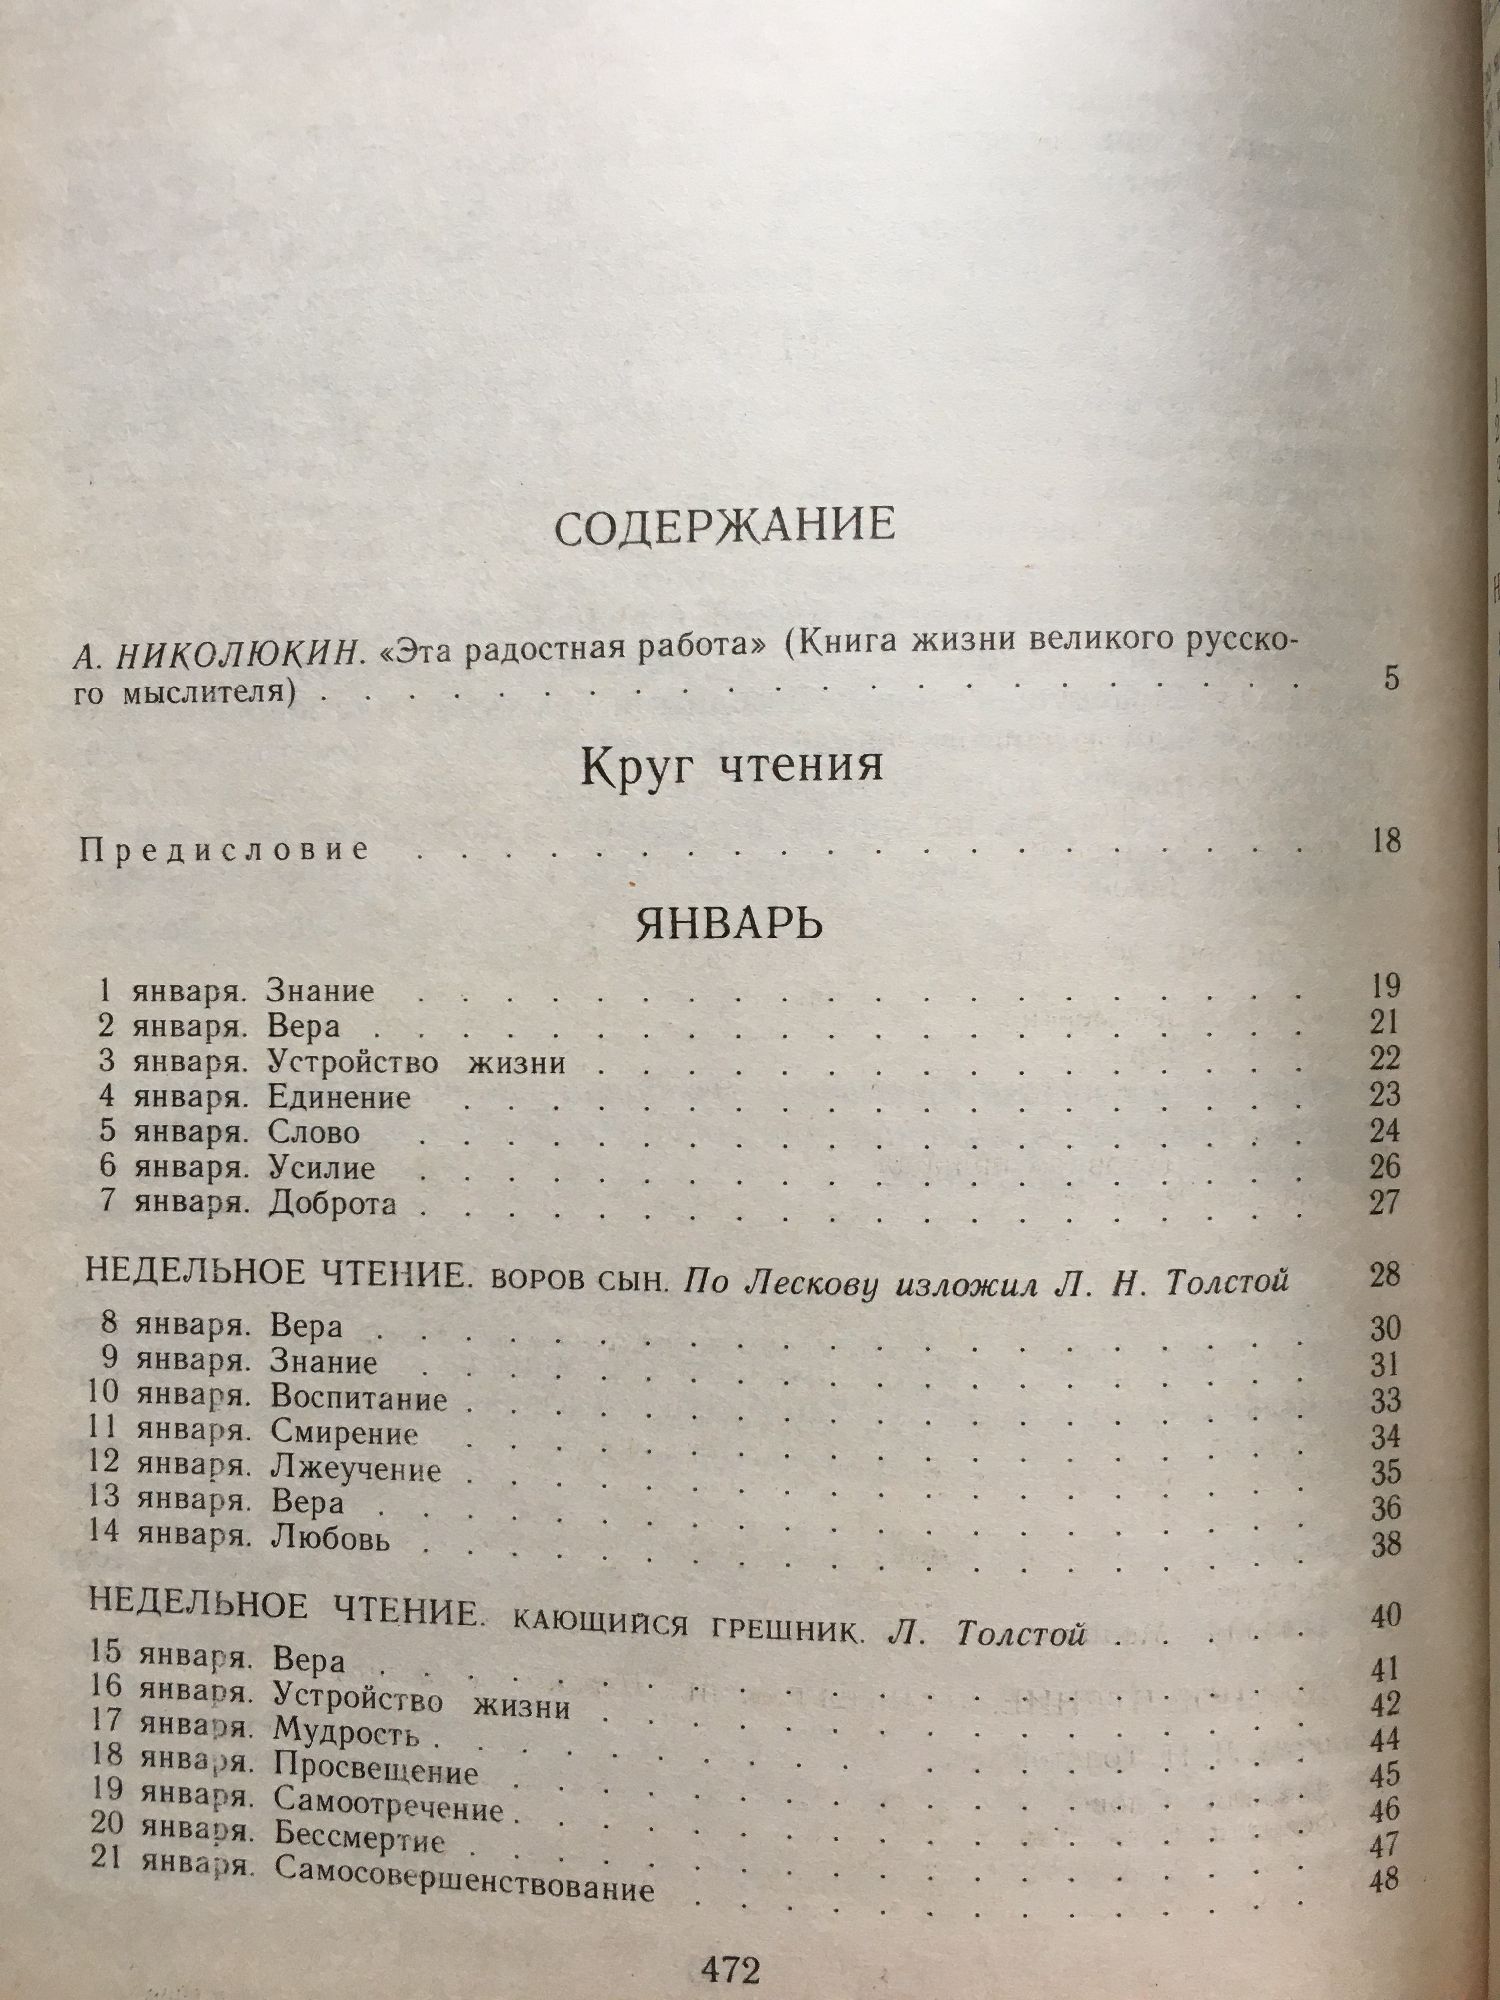 СОДЕРЖАНИЕ
А. НИКОЛЮКИН. «Эта радостная работа» (Книга жизни великого русско-
го мыслителя) . . . . . . . . . . . . . . . . . . . . . . . 5
Круг чтения
Предисловие . . . . . . . . . . . . . . . . . . . . 18
ЯНВАРЬ
1 января. Знание . . . . . . . . . . . . . . . . . . . . 19
2 января. Вера . . . . . . . . . . . . . . . . . . . . . 21
3 января. Устройство жизни . . . . . . . . . . . . . . . . 22
4 января. Единение . . . . . . . . . . . . . . . . . . . 23
5 января. Слово . . . . . . . . . . . . . . . . . . . . 24
6 января. Усилие . . . . . . . . . . . . . . . . . . . . 26
7 января. Доброта . . . . . . . . . . . . . . . . . . . . 27
НЕДЕЛЬНОЕ ЧТЕНИЕ. ВОРОВ СЫН. По Лескову изложил Л. Н. Толстой 28
8 января. Вера . . . . . . . . . . . . . . . . . . . . . 30
9 января. Знание . . . . . . . . . . . . . . . . . . . . 31
10 января. Воспитание . . . . . . . . . . . . . . . . . . . 33
11 января. Смирение . . . . . . . . . . . . . . . . . . . 34
12 января. Лжеучение . . . . . . . . . . . . . . . . . . . 35
13 января. Вера . . . . . . . . . . . . . . . . . . . . . 36
14 января. Любовь . . . . . . . . . . . . . . . . . . . . 38
НЕДЕЛЬНОЕ ЧТЕНИЕ. КАЮЩИЙСЯ ГРЕШНИК. Л. Толстой . . . . . 40
15 января. Вера . . . . . . . . . . . . . . . . . . . . . 41
16 января. Устройство жизни . . . . . . . . . . . . . . . . 42
17 января. Мудрость . . . . . . . . . . . . . . . . . . . . 44
18 января. Просвещение . . . . . . . . . . . . . . . . . . 45
19 января. Самоотречение . . . . . . . . . . . . . . . . . . 46
20 января. Бессмертие . . . . . . . . . . . . . . . . . . . 47
21 января. Самосовершенствование . . . . . . . . . . . . . . 48
472